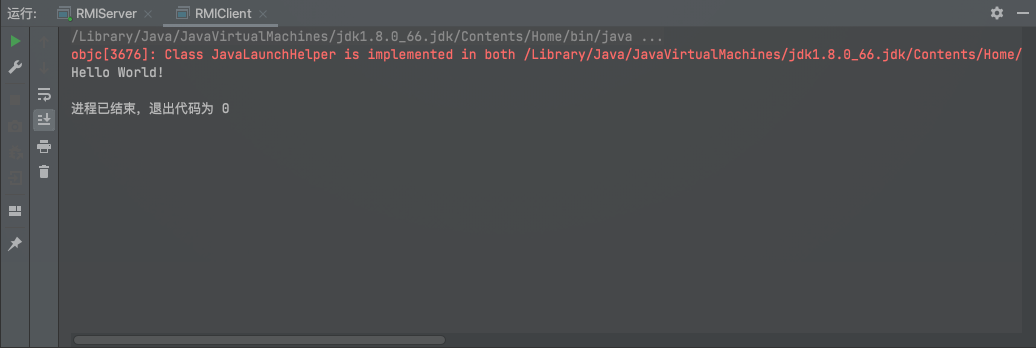 运行: RMIServer RMIClient
/Library/Java/JavaVirtualMachines/jdk1.8.0_66.jdk/Contents/Home/bin/java ...
objc[3676]: Class JavaLaunchHelper is implemented in both /Library/Java/JavaVirtualMachines/jdk1.8.0_66.jdk/Contents/Home/
Hello World!
进程已结束，退出代码为 0